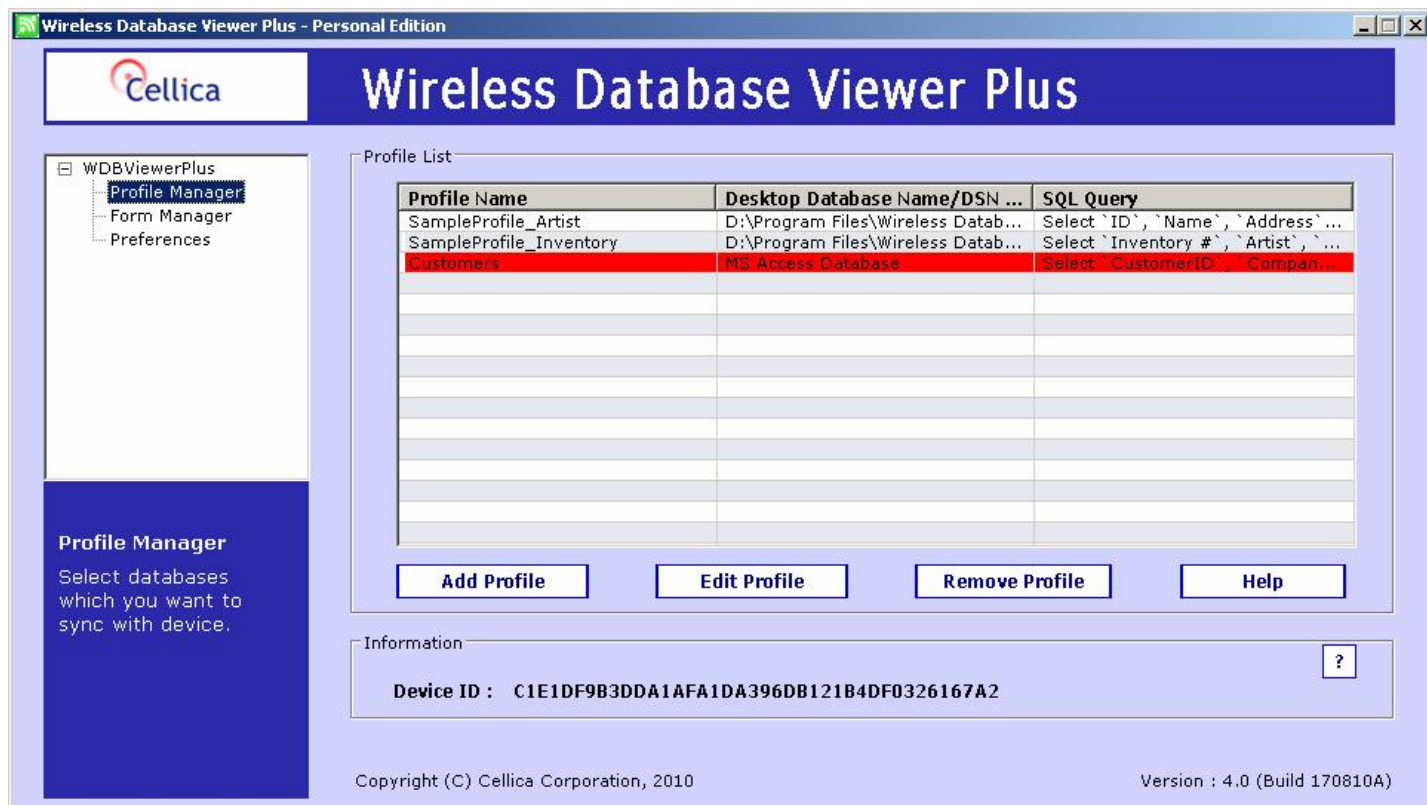 Wireless Database Viewer Plus - Personal Edition
Cellica
Wireless Database Viewer Plus
WDBViewerPlus
Profile Manager
Form Manager
Preferences
Profile List
Profile Name Desktop Database Name/DSN ... SQL Query
SampleProfile_Artist D:\Program Files\Wireless Datab... Select `ID`, `Name`, `Address`...
SampleProfile_Inventory D:\Program Files\Wireless Datab... Select `Inventory #`, `Artist`, `...
Customers MS Access Database Select `CustomerID`, `Compan...
Add Profile Edit Profile Remove Profile Help
Profile Manager
Select databases
which you want to
sync with device.
Information
?
Device ID : C1E1DF9B3DDA1AFA1DA396DB121B4DF0326167A2
Copyright (C) Cellica Corporation, 2010 Version : 4.0 (Build 170810A)